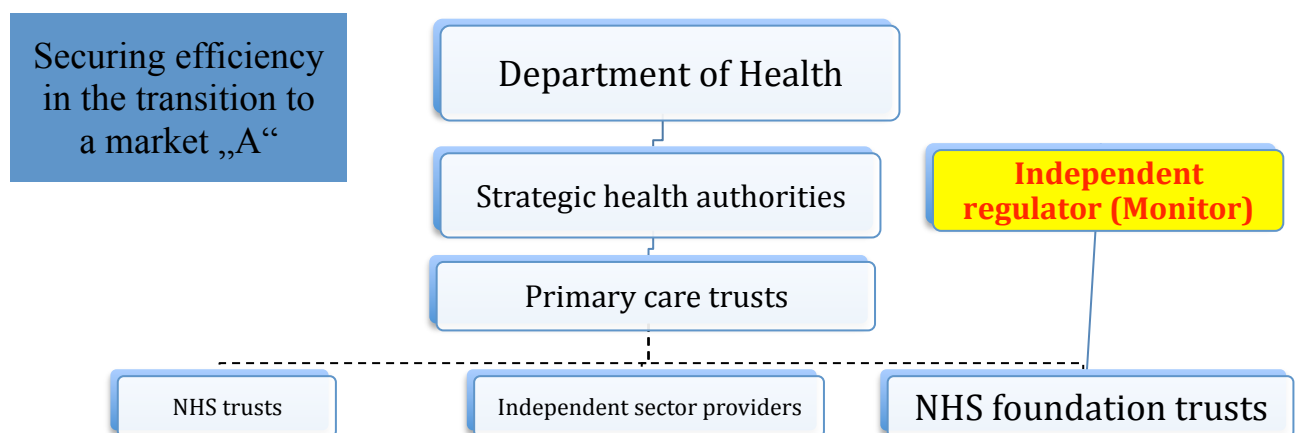 Securing efficiency
in the transition to
a market „A“
Department of Health
Strategic health authorities
Independent
regulator (Monitor)
Primary care trusts
NHS trusts
Independent sector providers
NHS foundation trusts